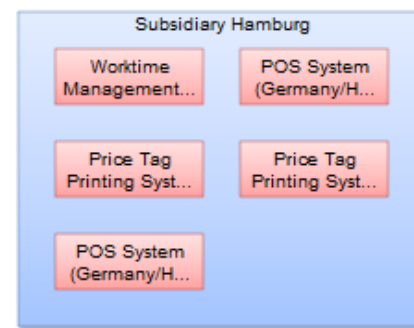 Subsidiary Hamburg
Worktime
Management...
POS System
(Germany/H...
Price Tag
Printing Syst...
Price Tag
Printing Syst...
POS System
(Germany/H...